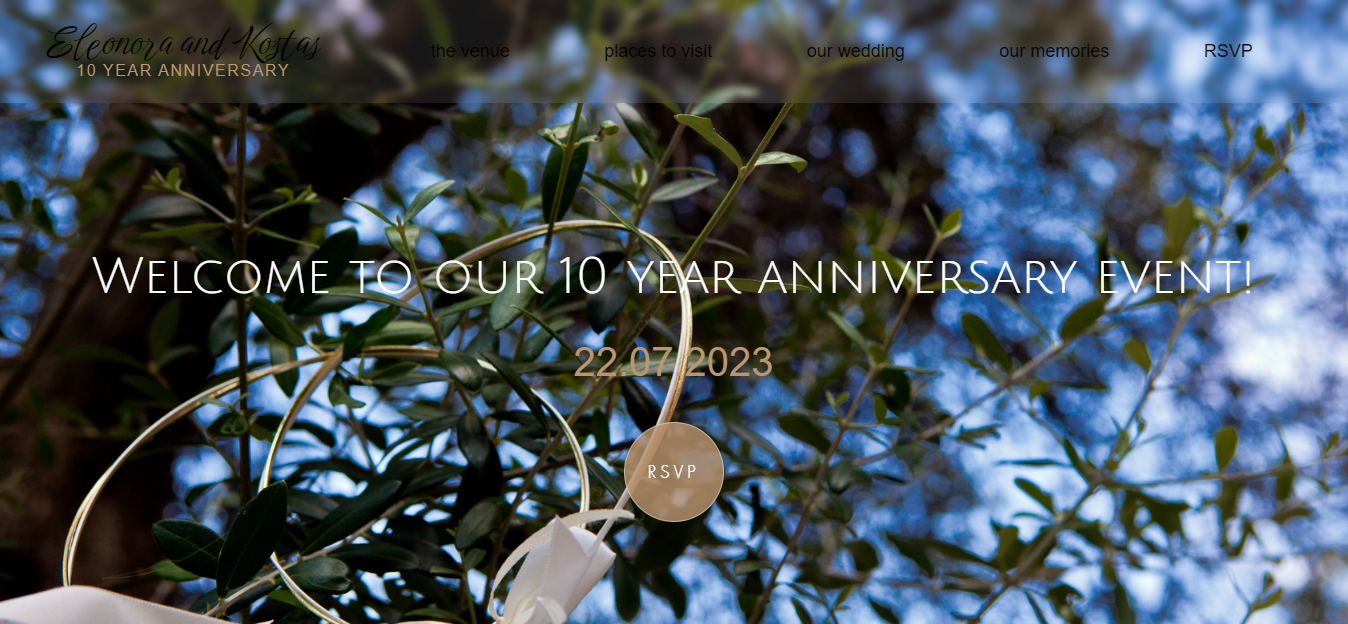 Eleonora and Kostas
10 YEAR ANNIVERSARY
the venue places to visit our wedding our memories RSVP
Welcome to our 10 year anniversary event!
22.07.2023
RSVP